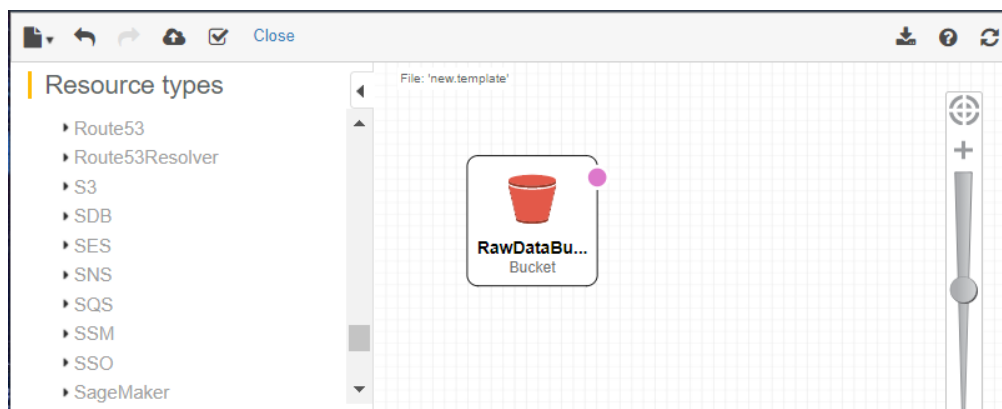 Close
Resource types
Route53
Route53Resolver
S3
SDB
SES
SNS
SQS
SSM
SSO
SageMaker
File: 'new.template'
RawDataBu...
Bucket